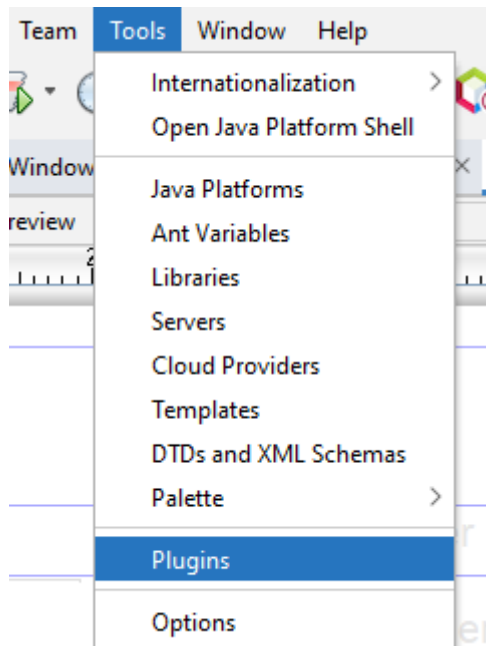 Team Tools Window Help
Internationalization
Open Java Platform Shell
Window
Java Platforms
review
Ant Variables
2
Libraries
Servers
Cloud Providers
Templates
DTDs and XML Schemas
Palette
Plugins
Options